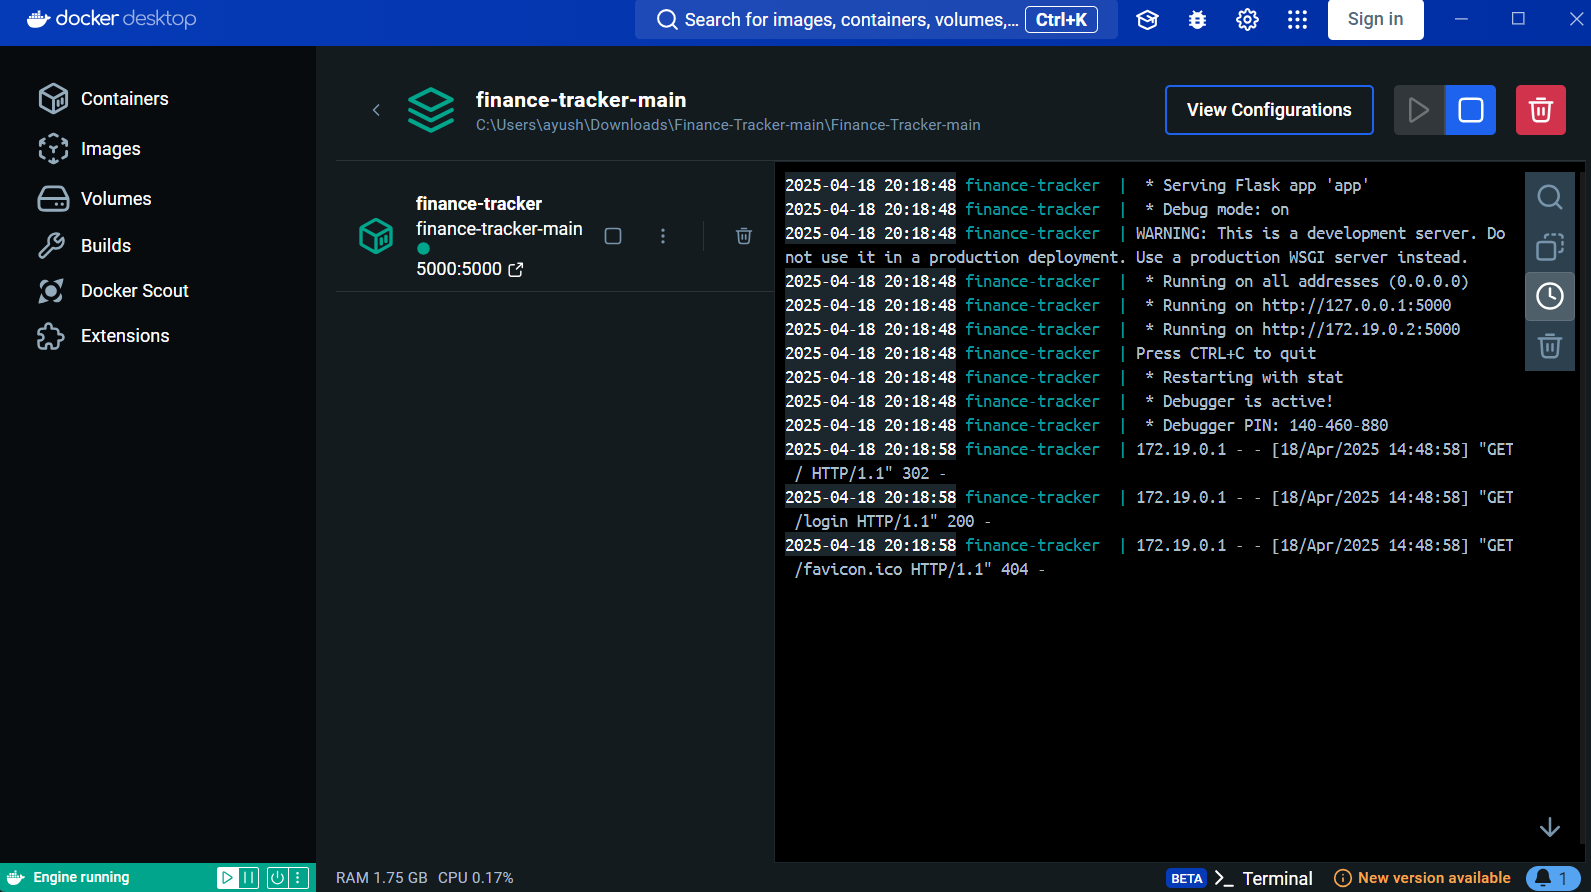 docker desktop
Search for images, containers, volumes,... Ctrl+K
Sign in
Containers
Images
Volumes
Builds
Docker Scout
Extensions
finance-tracker-main
C:\Users\ayush\Downloads\Finance-Tracker-main\Finance-Tracker-main
View Configurations
finance-tracker
finance-tracker-main
5000:5000
2025-04-18 20:18:48 finance-tracker | * Serving Flask app 'app'
2025-04-18 20:18:48 finance-tracker | * Debug mode: on
2025-04-18 20:18:48 finance-tracker | WARNING: This is a development server. Do
not use it in a production deployment. Use a production WSGI server instead.
2025-04-18 20:18:48 finance-tracker | * Running on all addresses (0.0.0.0)
2025-04-18 20:18:48 finance-tracker | * Running on http://127.0.0.1:5000
2025-04-18 20:18:48 finance-tracker | * Running on http://172.19.0.2:5000
2025-04-18 20:18:48 finance-tracker | Press CTRL+C to quit
2025-04-18 20:18:48 finance-tracker | * Restarting with stat
2025-04-18 20:18:48 finance-tracker | * Debugger is active!
2025-04-18 20:18:48 finance-tracker | * Debugger PIN: 140-460-880
2025-04-18 20:18:58 finance-tracker | 172.19.0.1 - - [18/Apr/2025 14:48:58] "GET
/ HTTP/1.1" 302 -
2025-04-18 20:18:58 finance-tracker | 172.19.0.1 - - [18/Apr/2025 14:48:58] "GET
/login HTTP/1.1" 200 -
2025-04-18 20:18:58 finance-tracker | 172.19.0.1 - - [18/Apr/2025 14:48:58] "GET
/favicon.ico HTTP/1.1" 404 -
Engine running
RAM 1.75 GB CPU 0.17%
BETA >_ Terminal
New version available
1